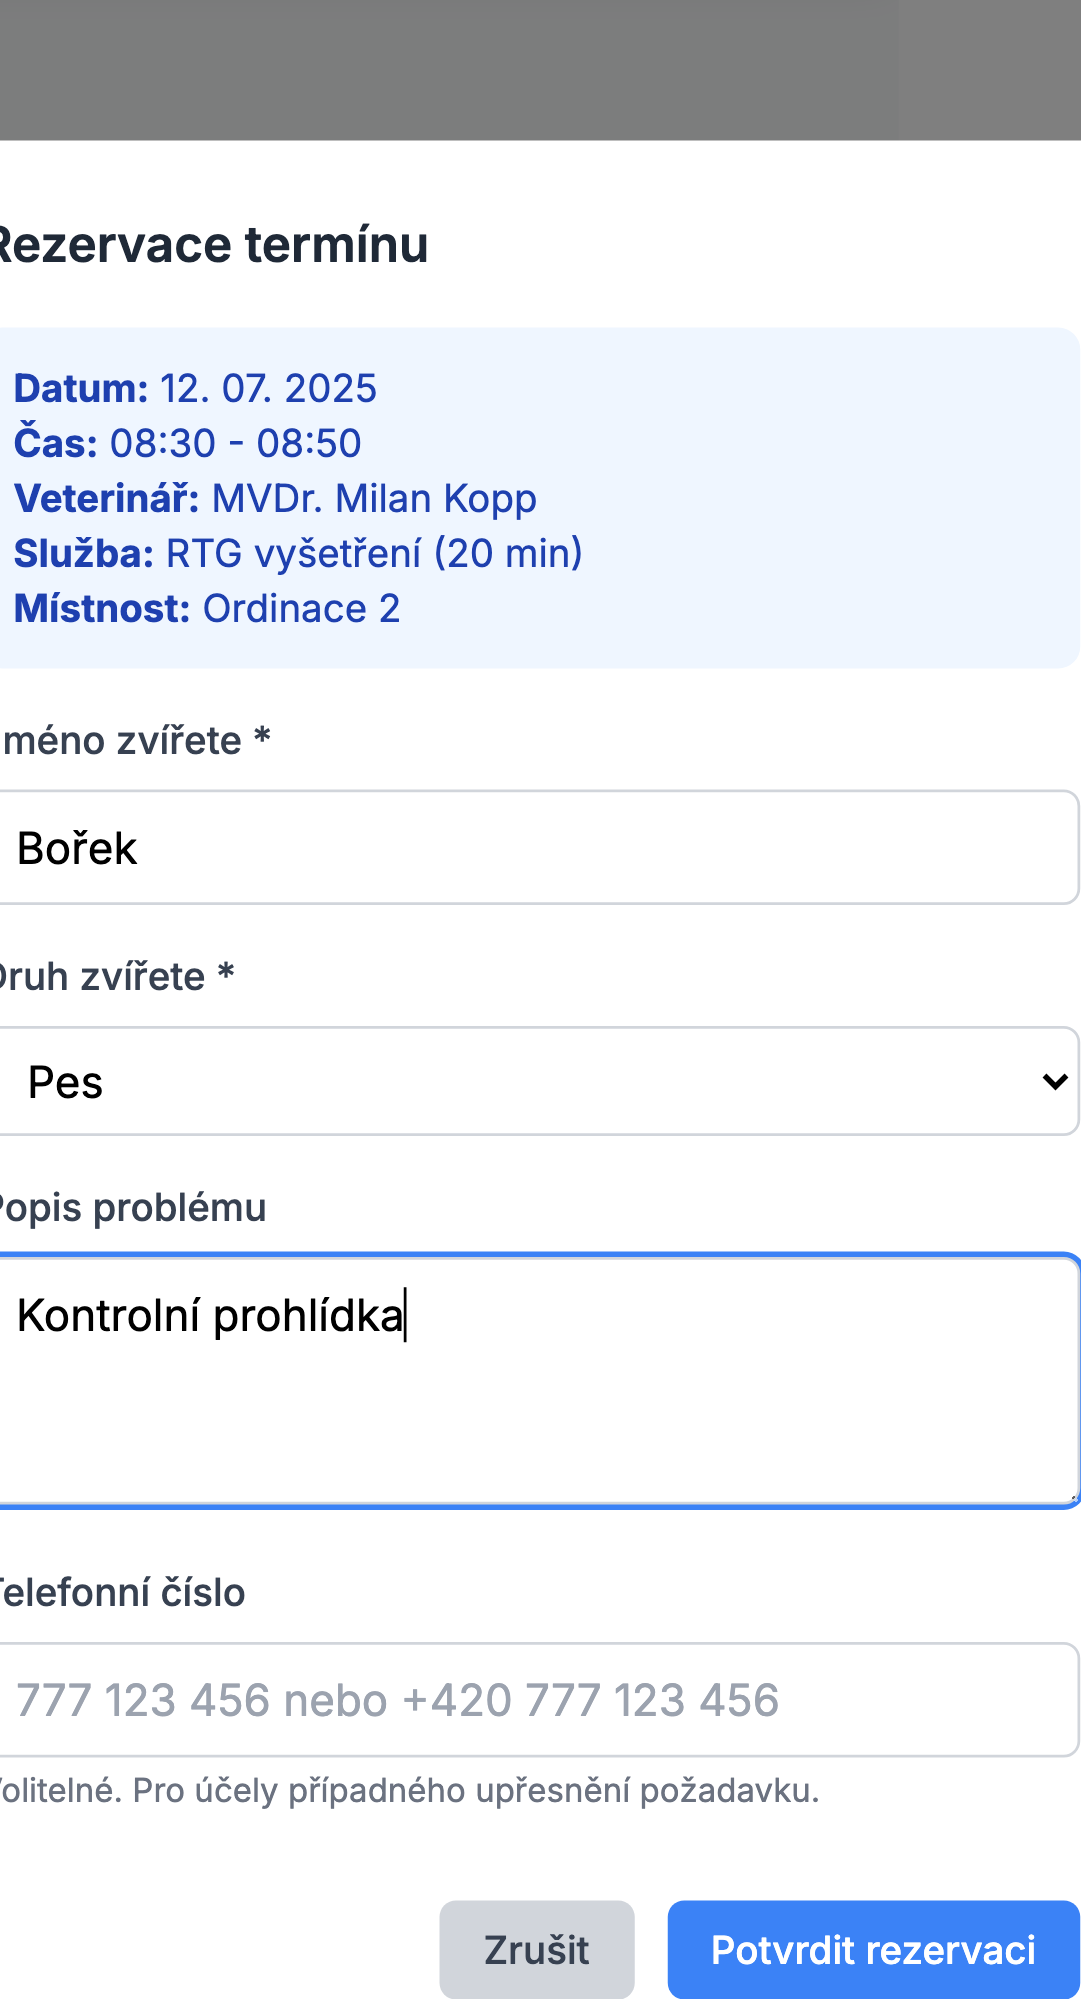 Rezervace termínu
Datum: 12. 07. 2025
Čas: 08:30 - 08:50
Veterinář: MVDr. Milan Kopp
Služba: RTG vyšetření (20 min)
Místnost: Ordinace 2
méno zvířete *
Bořek
Druh zvířete *
Pes
Popis problému
Kontrolní prohlídka
Telefonní číslo
777 123 456 nebo +420 777 123 456
Volitelné. Pro účely případného upřesnění požadavku.
Zrušit
Potvrdit rezervaci